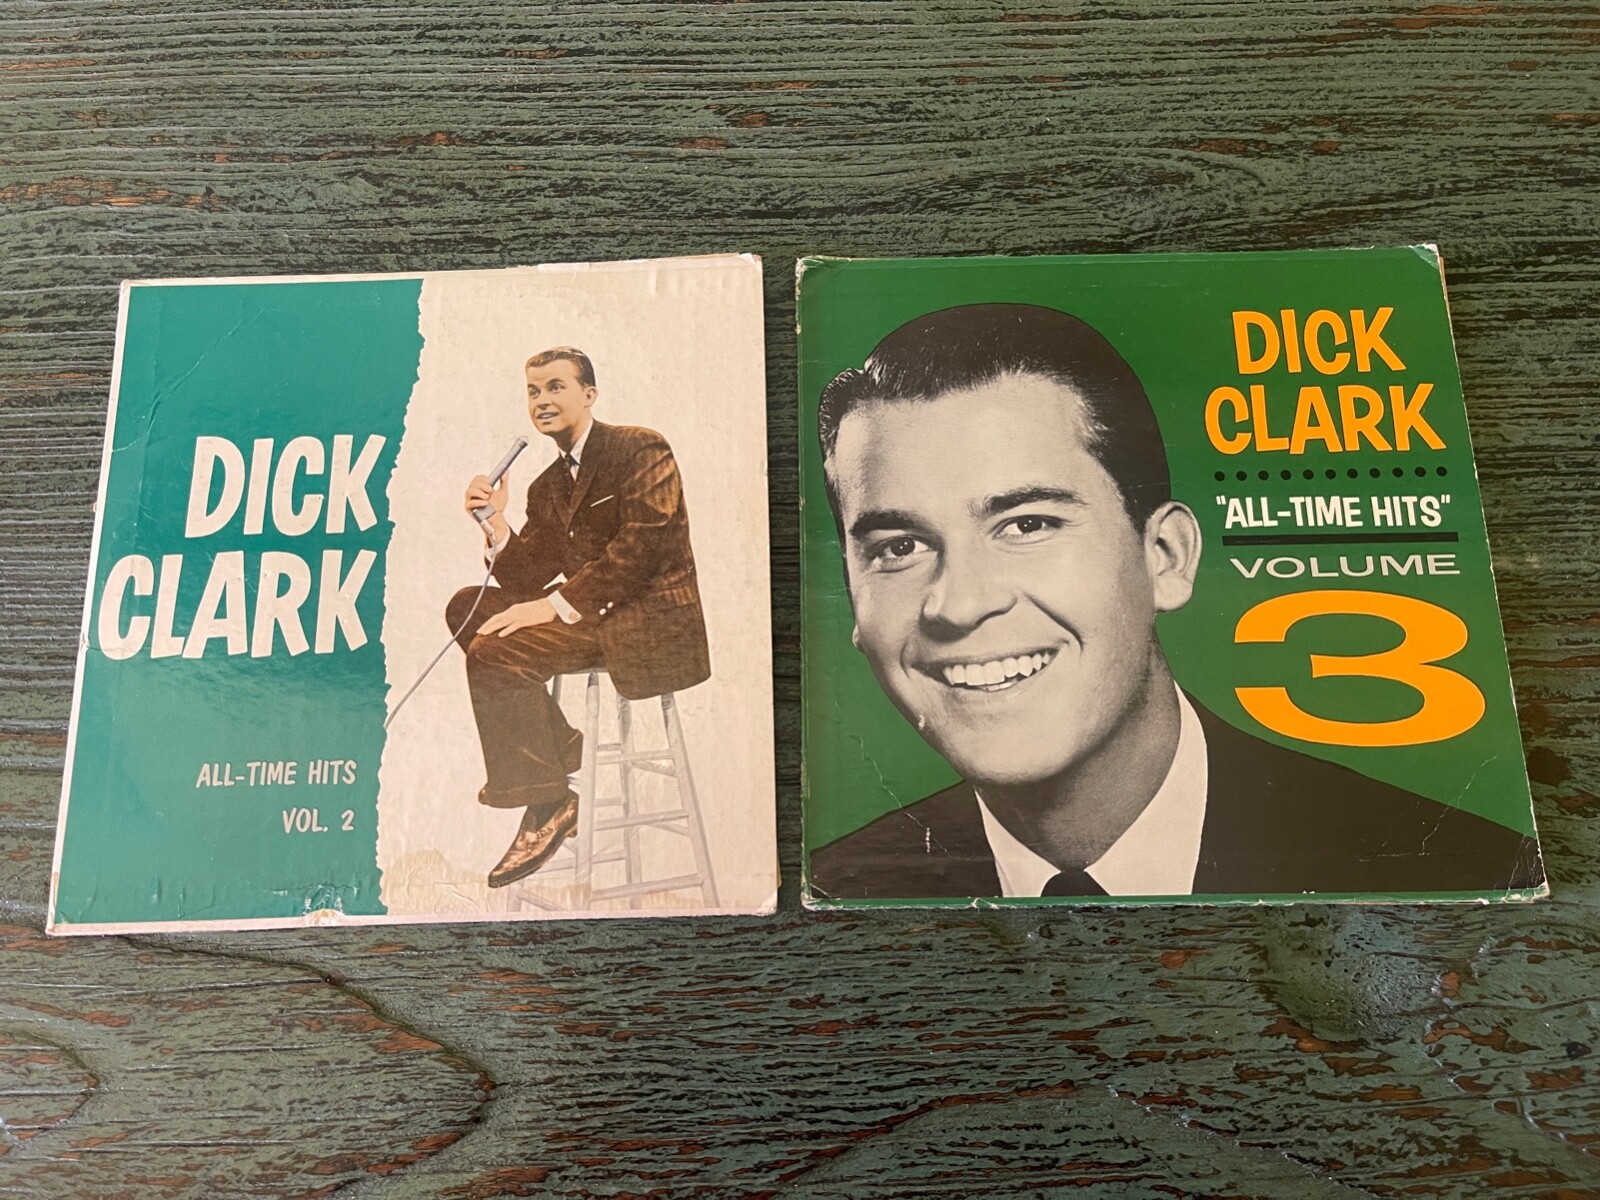 DICK
CLARK
ALL-TIME HITS
VOL. 2
DICK
CLARK
"ALL-TIME HITS"
VOLUME
3